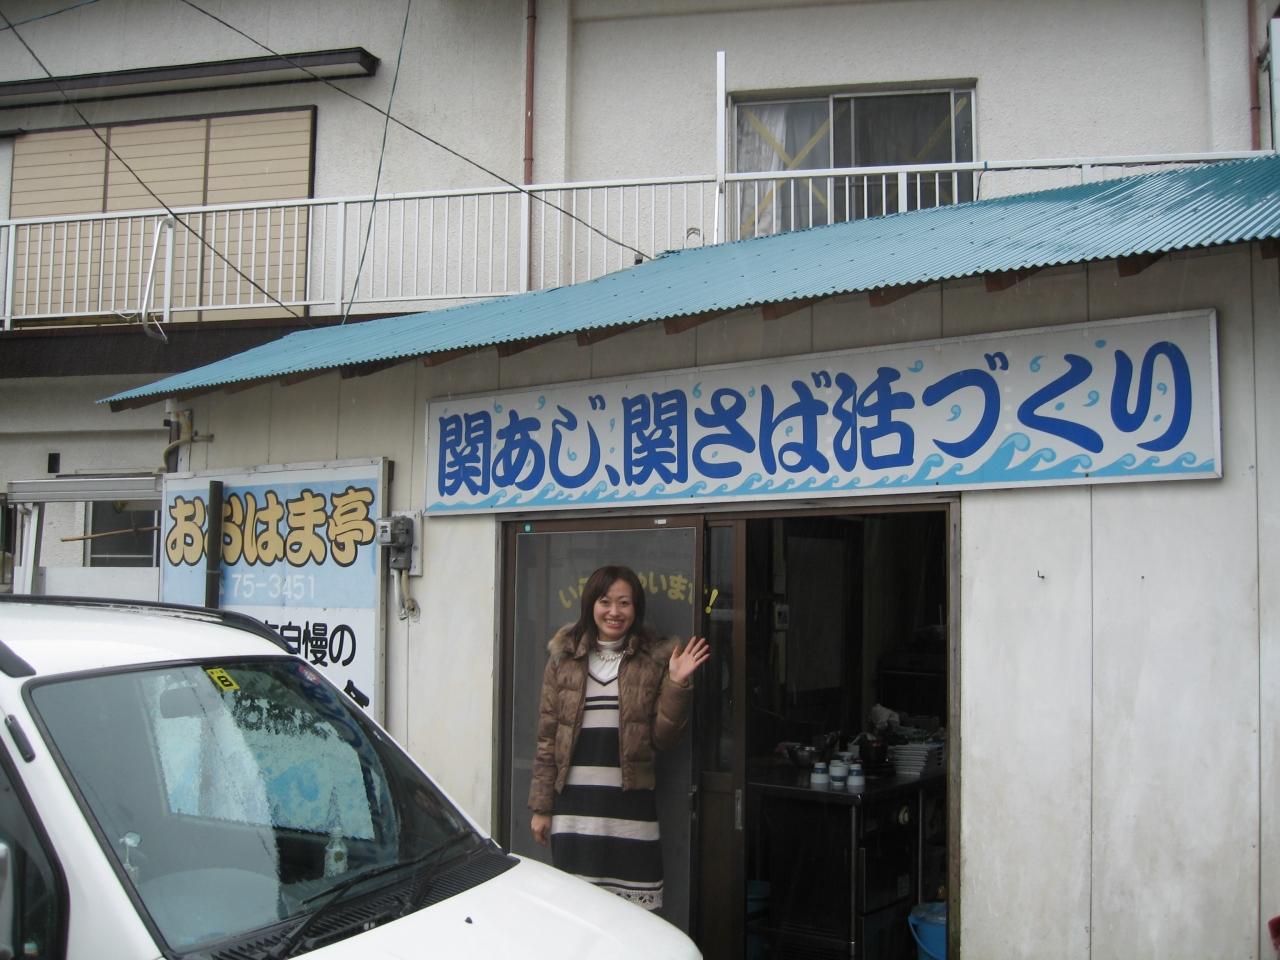 関あじ、関さば活づくり
おおはま亭
75-3451
自慢の